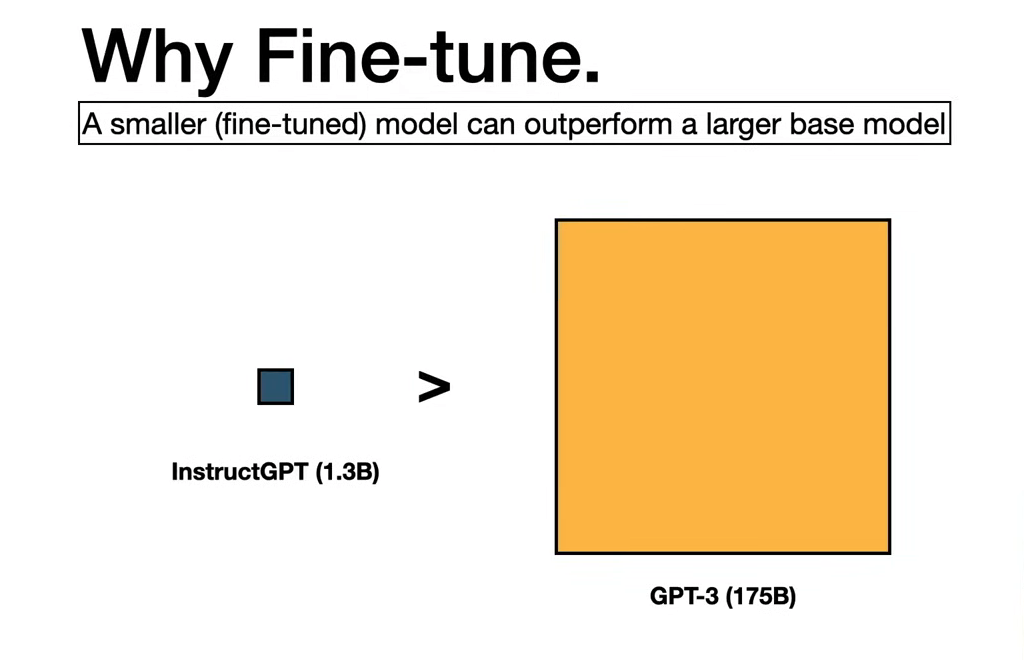 Why Fine-tune.
A smaller (fine-tuned) model can outperform a larger base model
>
InstructGPT (1.3B)
GPT-3 (175B)